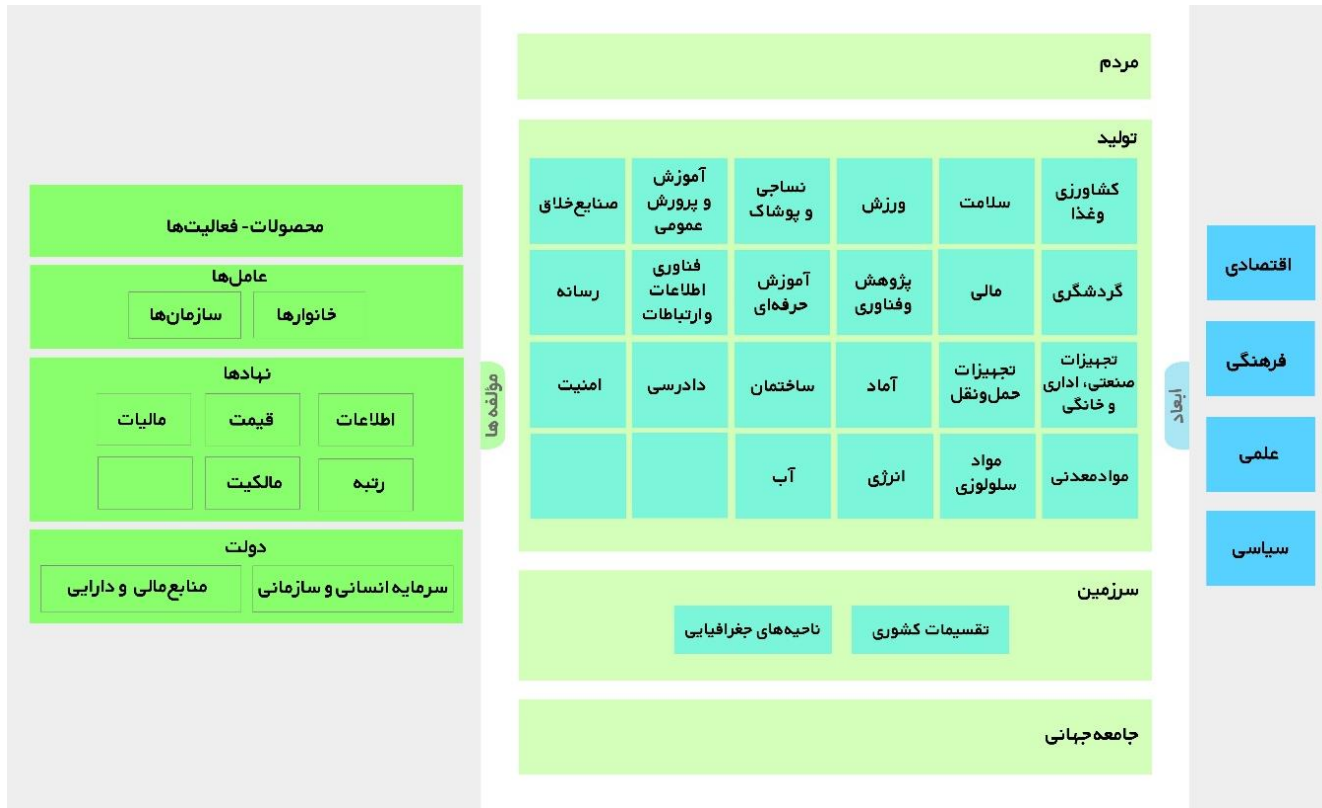 ابعاد
اقتصادی
فرهنگی
علمی
سیاسی
مردم
تولید
کشاورزی
وغذا
سلامت
ورزش
نساجی
و پوشاک
آموزش
و پرورش
عمومی
صنایع‌خلاق
گردشگری
مالی
پژوهش
وفناوری
آموزش
حرفه‌ای
فناوری
اطلاعات
وارتباطات
رسانه
تجهیزات
صنعتی، اداری
و خانگی
تجهیزات
حمل‌ونقل
آماد
ساختمان
دادرسی
امنیت
موادمعدنی
مواد
سلولوزی
انرژی
آب
سرزمین
تقسیمات کشوری
ناحیه‌های جغرافیایی
جامعه‌جهانی
مؤلفه ها
محصولات- فعالیت‌ها
عامل‌ها
خانوارها
سازمان‌ها
نهادها
اطلاعات
قیمت
مالیات
رتبه
مالکیت
دولت
سرمایه انسانی و سازمانی
منابع‌مالی و دارایی